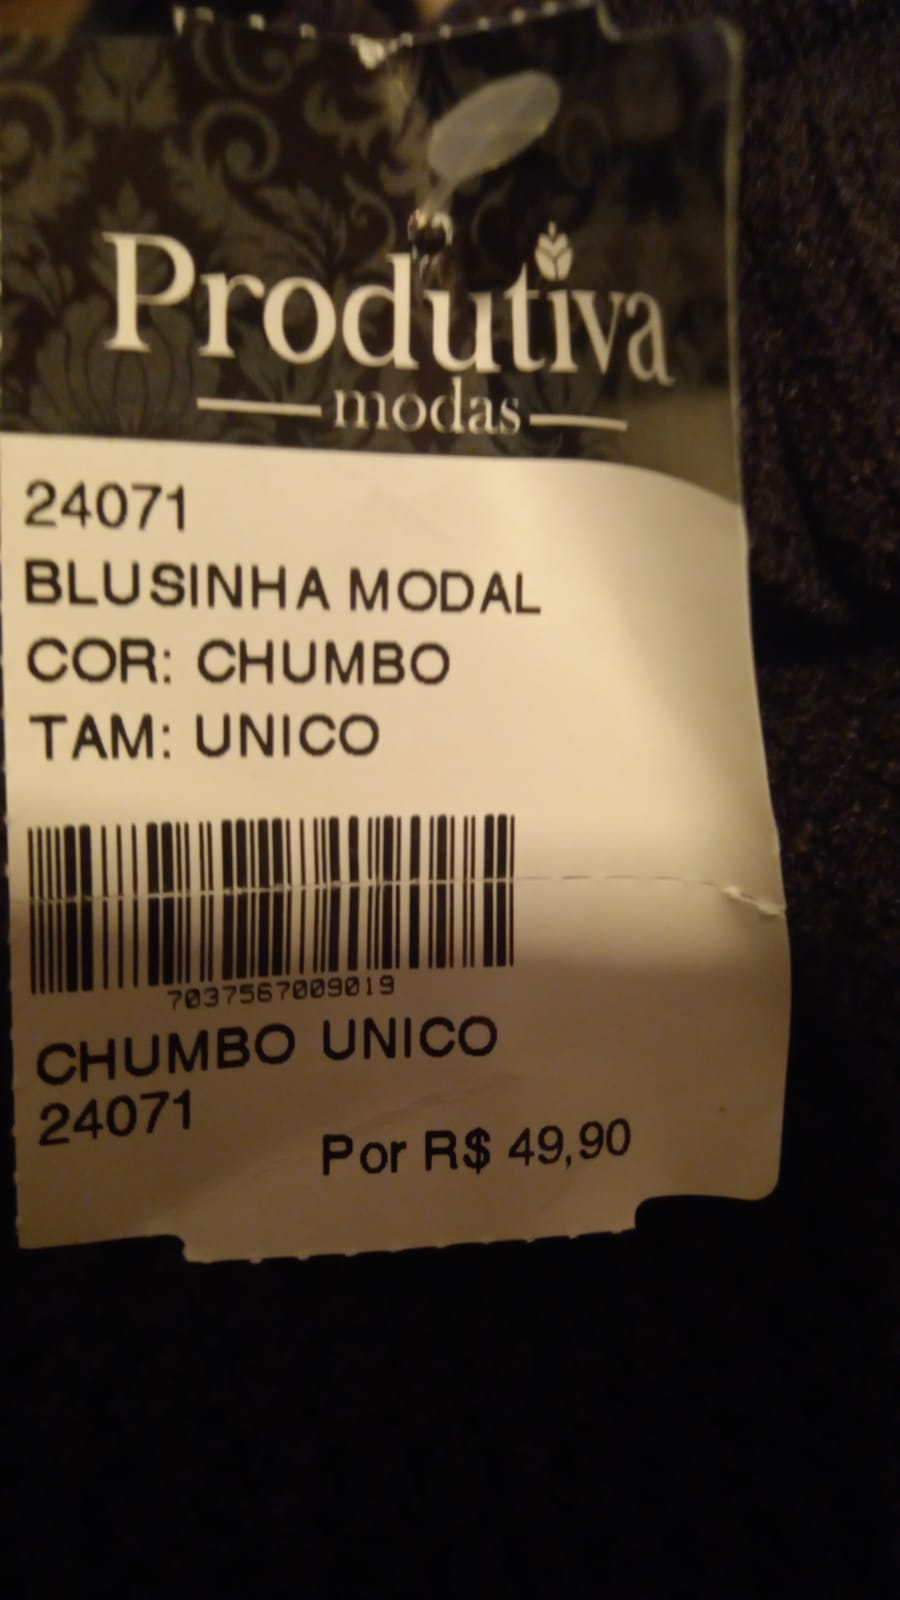 Produtiva
modas
24071
BLUSINHA MODAL
COR: CHUMBO
TAM: UNICO
7037567009019
CHUMBO UNICO
24071
Por R$ 49,90